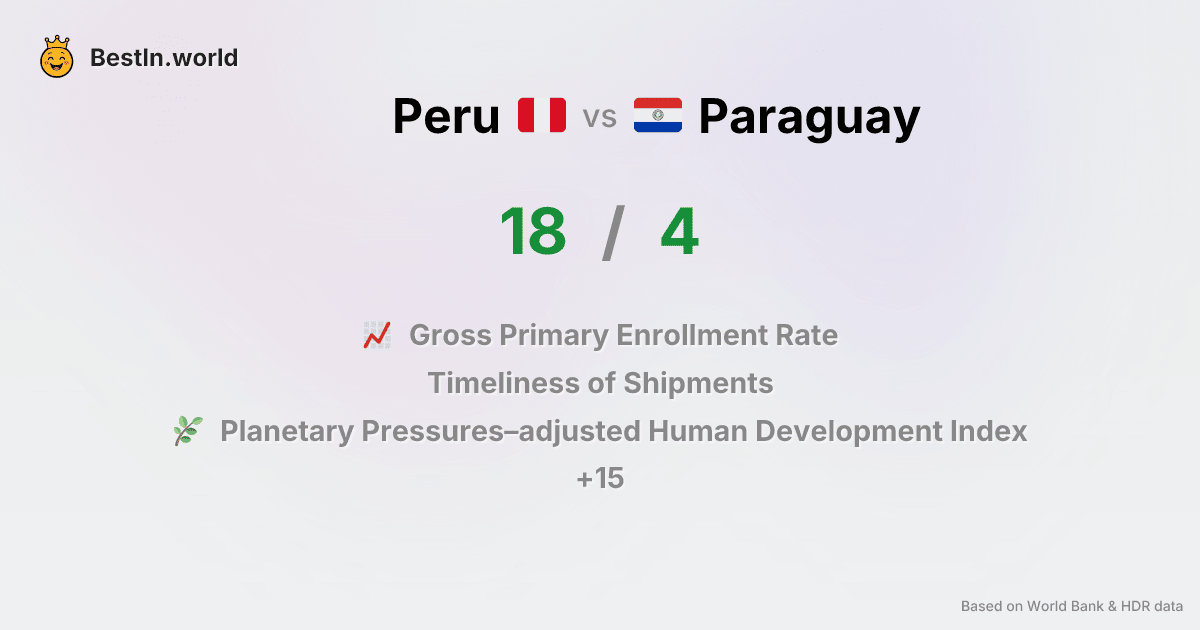 BestIn.world
Peru vs Paraguay
18 / 4
Gross Primary Enrollment Rate
Timeliness of Shipments
Planetary Pressures–adjusted Human Development Index
+15
Based on World Bank & HDR data